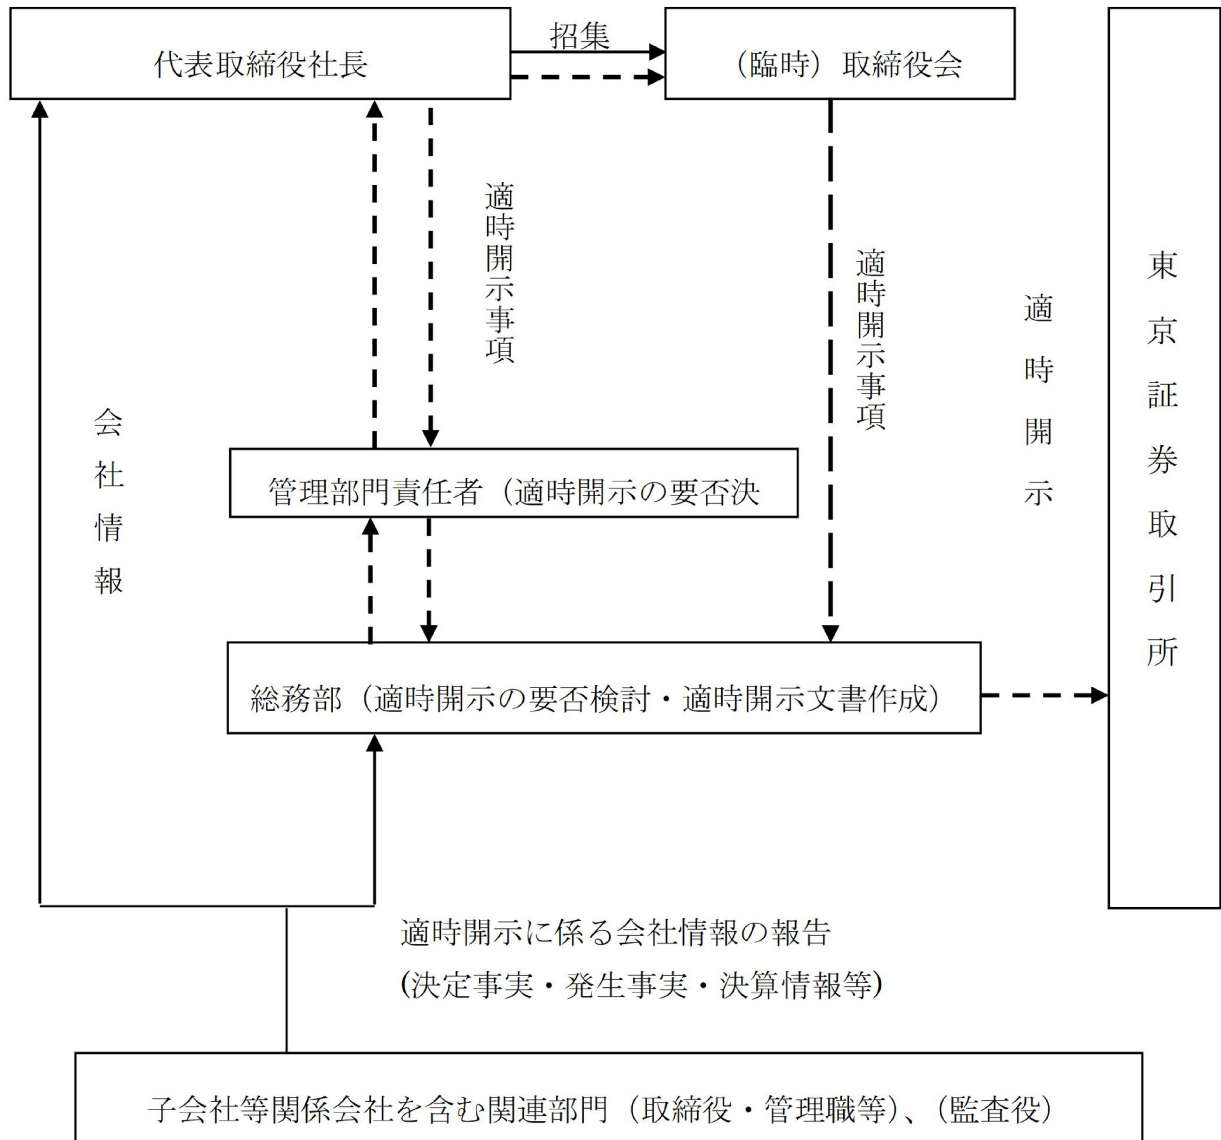 招集
代表取締役社長
（臨時）取締役会
適時開示事項
適時開示事項
適時開示
東京証券取引所
会社情報
管理部門責任者（適時開示の要否決
総務部（適時開示の要否検討・適時開示文書作成）
適時開示に係る会社情報の報告
(決定事実・発生事実・決算情報等)
子会社等関係会社を含む関連部門（取締役・管理職等）、（監査役）